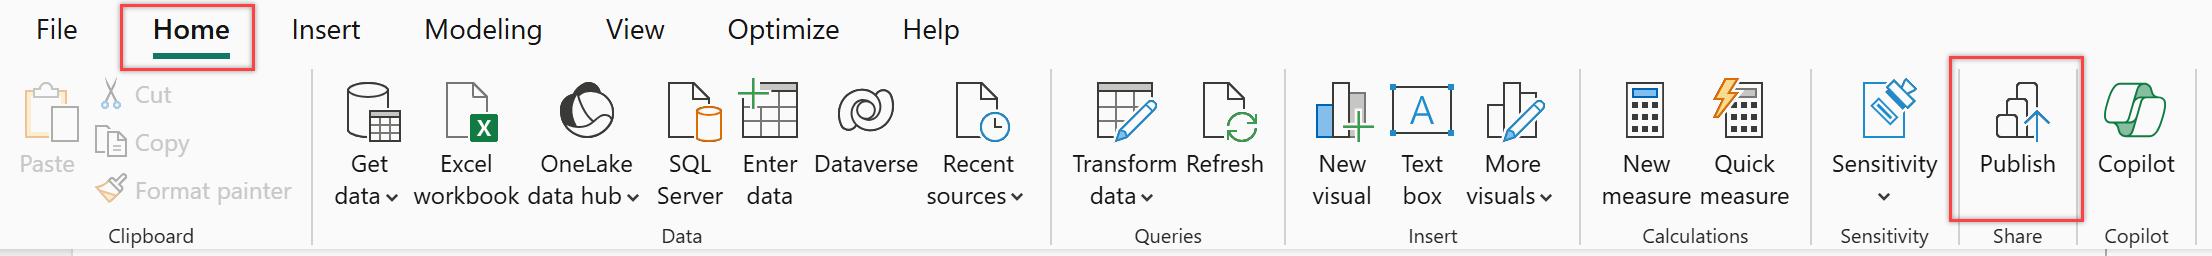 File
Home
Insert
Modeling
View
Optimize
Help
Paste
Cut
Copy
Format painter
Clipboard
Get
data
Excel
workbook
X
OneLake
data hub
SQL
Server
Enter
data
Dataverse
Recent
sources
Data
Transform
data
Refresh
Queries
New
visual
A
Text
box
More
visuals
Insert
New
measure
Quick
measure
Calculations
Sensitivity
Sensitivity
Publish
Share
Copilot
Copilot